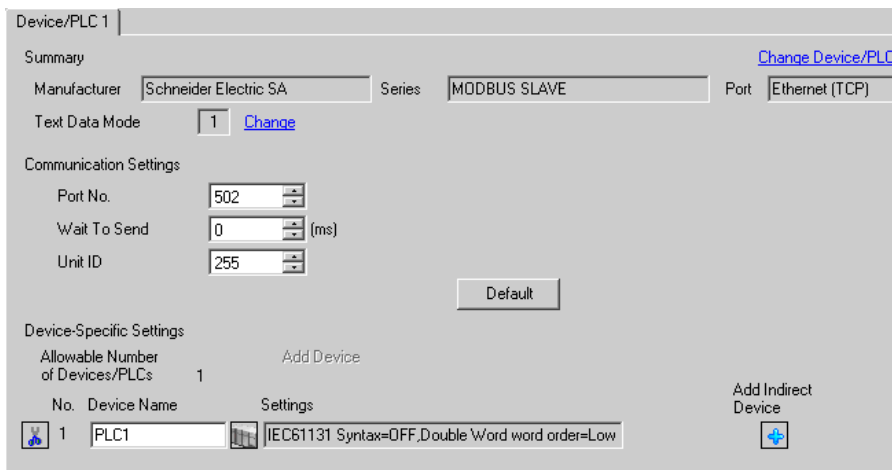 Device/PLC 1
Summary
Change Device/PLC
Manufacturer Schneider Electric SA Series MODBUS SLAVE Port Ethernet (TCP)
Text Data Mode 1 Change
Communication Settings
Port No. 502
Wait To Send 0 (ms)
Unit ID 255
Default
Device-Specific Settings
Allowable Number
of Devices/PLCs 1
Add Device
No. Device Name Settings
Add Indirect
Device
1 PLC1 IEC61131 Syntax=OFF,Double Word word order=Low